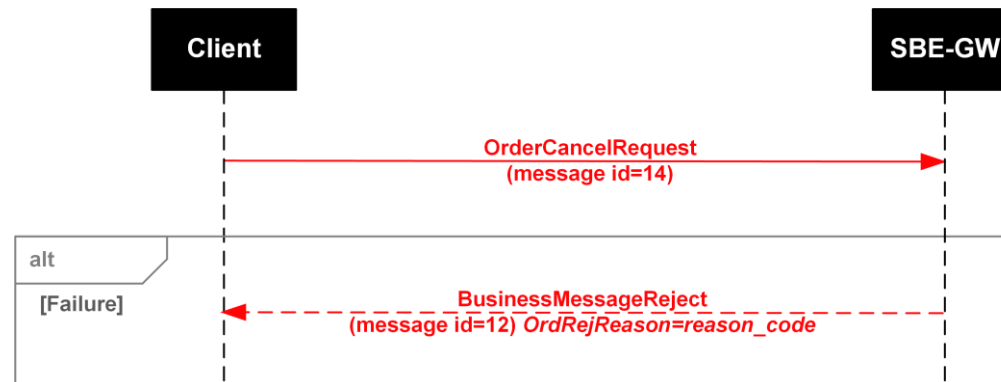 Client
SBE-GW
OrderCancelRequest
(message id=14)
alt
[Failure]
BusinessMessageReject
(message id=12) OrdRejReason=reason_code